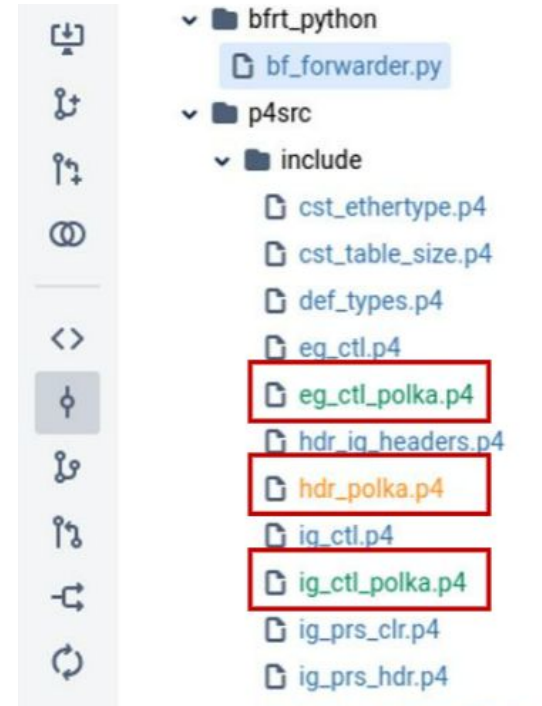 bfrt_python
bf_forwarder.py
p4src
include
cst_ethertype.p4
cst_table_size.p4
def_types.p4
eg_ctl.p4
eg_ctl_polka.p4
hdr_ig_headers.p4
hdr_polka.p4
ig_ctl.p4
ig_ctl_polka.p4
ig_prs_clr.p4
ig_prs_hdr.p4